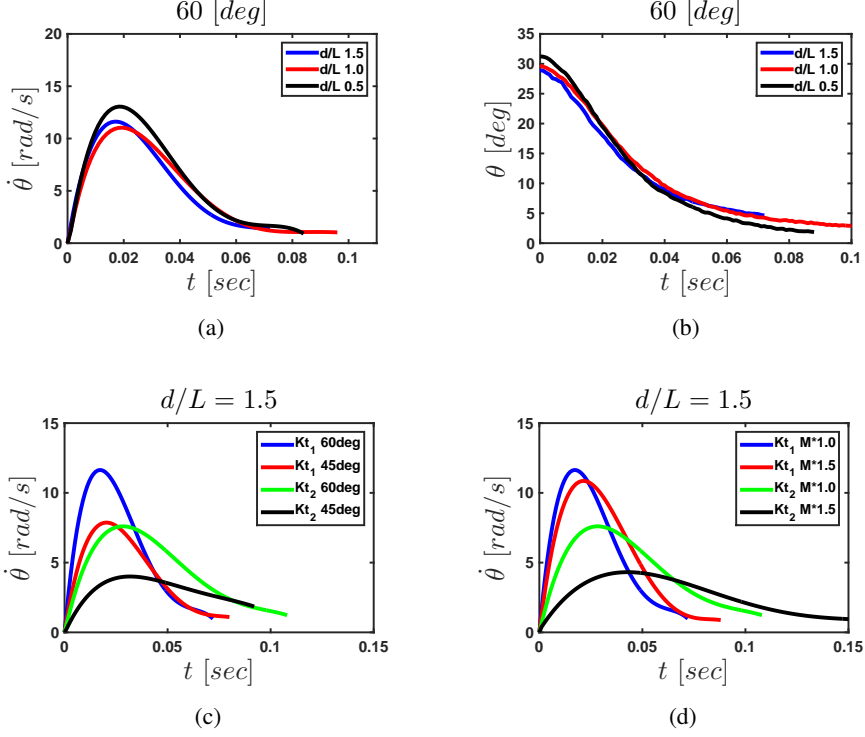 60 [deg]
20
15
10
5
0
0 0.02 0.04 0.06 0.08 0.1
θ̇ [rad/s]
t [sec]
d/L 1.5
d/L 1.0
d/L 0.5
(a)
60 [deg]
35
30
25
20
15
10
5
0
0 0.02 0.04 0.06 0.08 0.1
θ [deg]
t [sec]
d/L 1.5
d/L 1.0
d/L 0.5
(b)
d/L = 1.5
15
10
5
0
0 0.05 0.1 0.15
θ̇ [rad/s]
t [sec]
Kt₁ 60deg
Kt₁ 45deg
Kt₂ 60deg
Kt₂ 45deg
(c)
d/L = 1.5
15
10
5
0
0 0.05 0.1 0.15
θ̇ [rad/s]
t [sec]
Kt₁ M*1.0
Kt₁ M*1.5
Kt₂ M*1.0
Kt₂ M*1.5
(d)